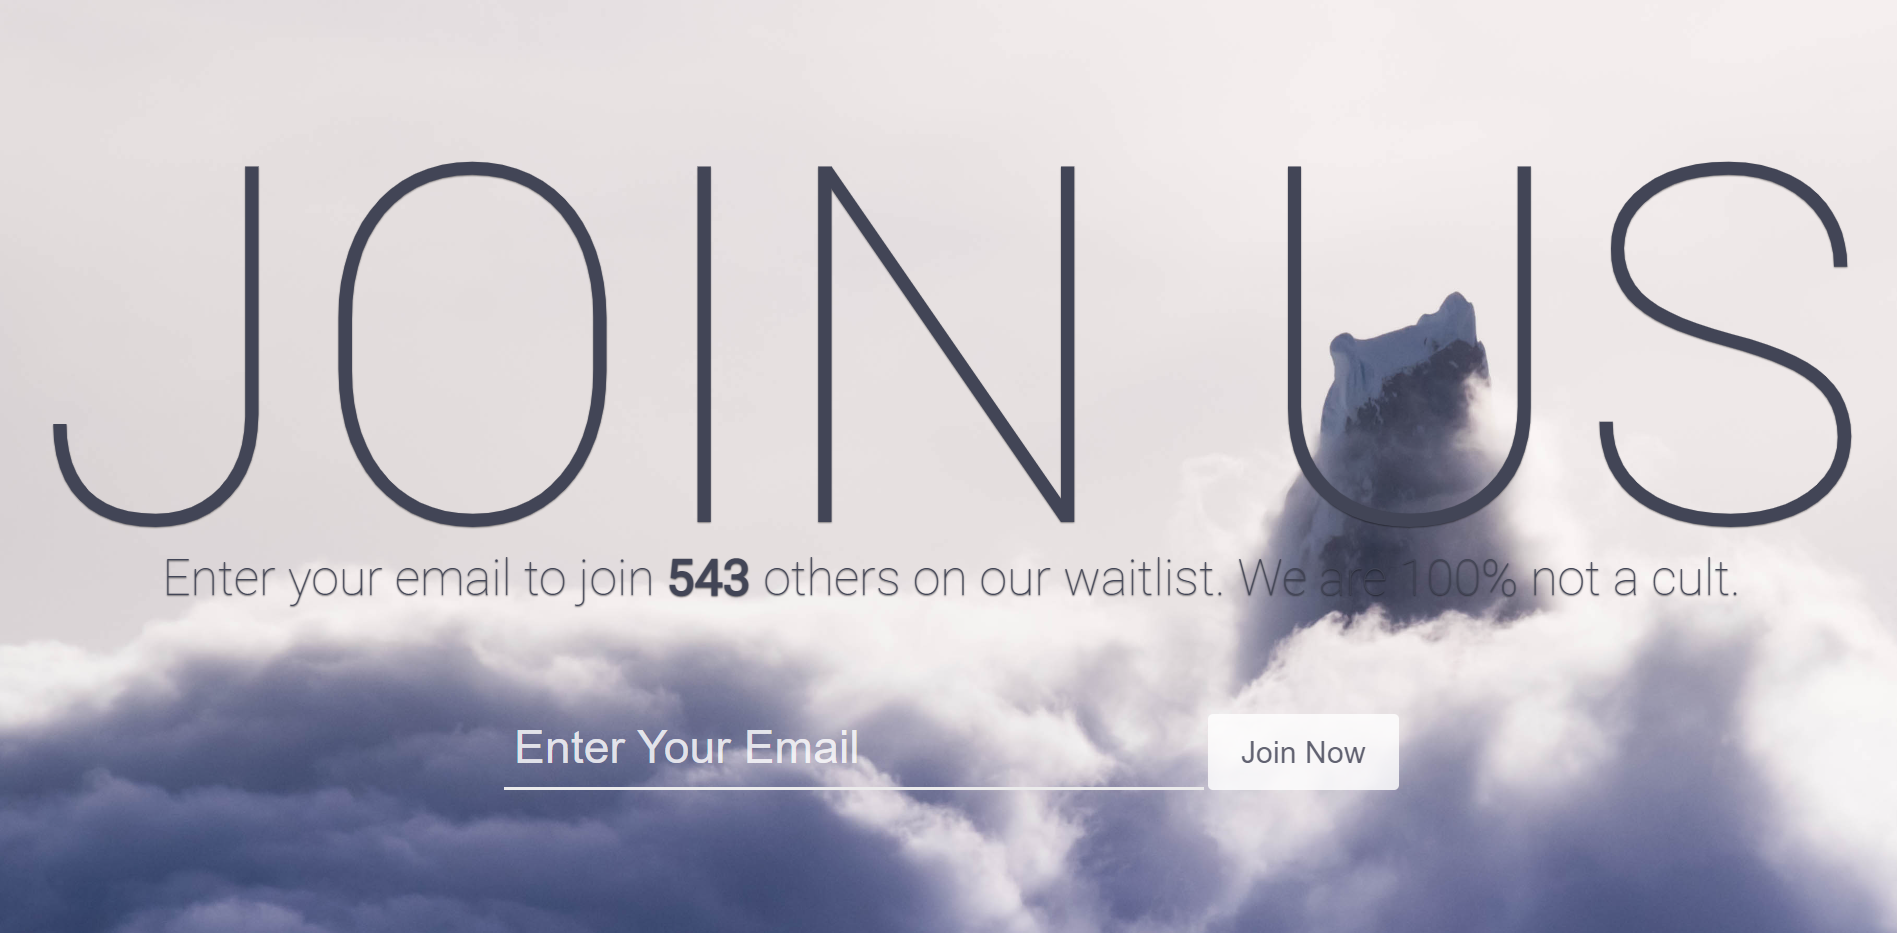 JOIN US
Enter your email to join 543 others on our waitlist. We are 100% not a cult.
Enter Your Email
Join Now